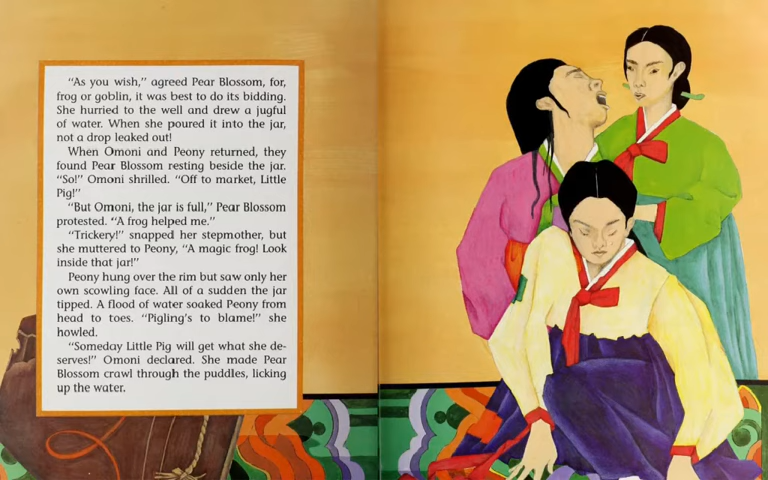 "As you wish," agreed Pear Blossom, for,
frog or goblin, it was best to do its bidding.
She hurried to the well and drew a jugful
of water. When she poured it into the jar,
not a drop leaked out!
When Omoni and Peony returned, they
found Pear Blossom resting beside the jar.
"So!" Omoni shrilled. "Off to market, Little
Pig!"
"But Omoni, the jar is full," Pear Blossom
protested. "A frog helped me."
"Trickery!" snapped her stepmother, but
she muttered to Peony, "A magic frog! Look
inside that jar!"
Peony hung over the rim but saw only her
own scowling face. All of a sudden the jar
tipped. A flood of water soaked Peony from
head to toes. "Pigling's to blame!" she
howled.
"Someday Little Pig will get what she de-
serves!" Omoni declared. She made Pear
Blossom crawl through the puddles, licking
up the water.